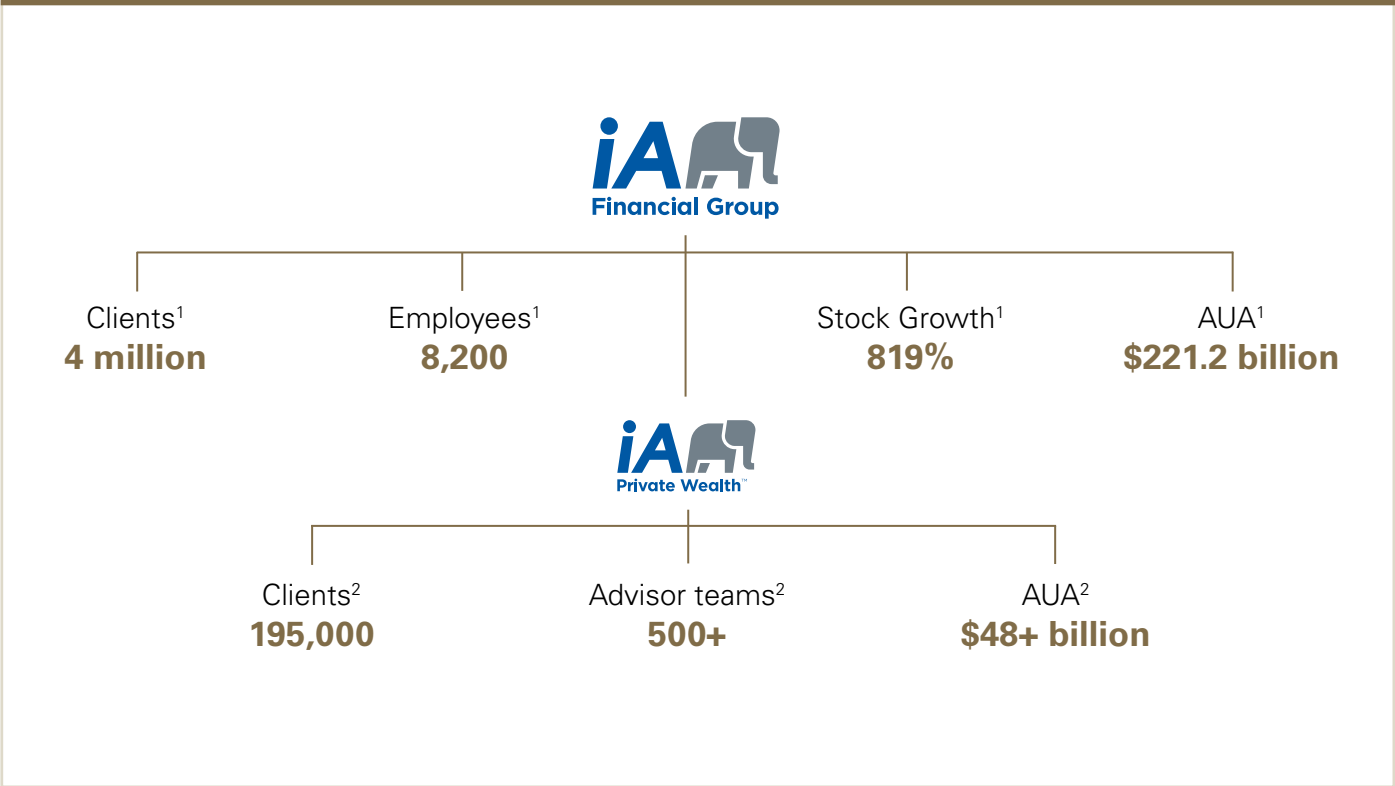 iA
Financial Group
Clients¹
4 million
Employees¹
8,200
Stock Growth¹
819%
AUA¹
$221.2 billion
iA
Private Wealth™
Clients²
195,000
Advisor teams²
500+
AUA²
$48+ billion